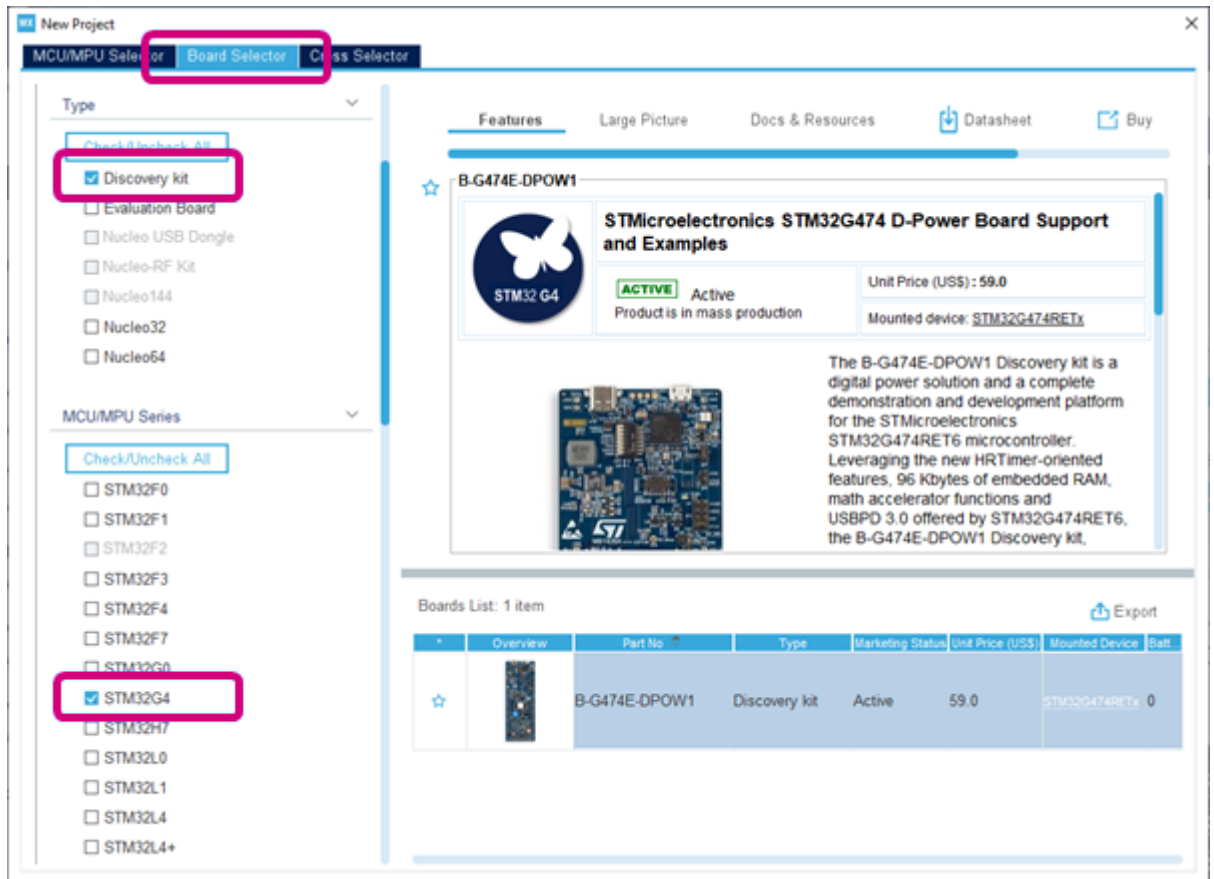 MX New Project
MCU/MPU Selector Board Selector Cross Selector
Type
Check/Uncheck All
Discovery kit
Evaluation Board
Nucleo USB Dongle
Nucleo-RF Kit
Nucleo144
Nucleo32
Nucleo64
MCU/MPU Series
Check/Uncheck All
STM32F0
STM32F1
STM32F2
STM32F3
STM32F4
STM32F7
STM32G0
STM32G4
STM32H7
STM32L0
STM32L1
STM32L4
STM32L4+
Features Large Picture Docs & Resources Datasheet Buy
B-G474E-DPOW1
STM32 G4
STMicroelectronics STM32G474 D-Power Board Support
and Examples
ACTIVE Active
Product is in mass production
Unit Price (US$) : 59.0
Mounted device: STM32G474RETx
The B-G474E-DPOW1 Discovery kit is a
digital power solution and a complete
demonstration and development platform
for the STMicroelectronics
STM32G474RET6 microcontroller.
Leveraging the new HRTimer-oriented
features, 96 Kbytes of embedded RAM,
math accelerator functions and
USBPD 3.0 offered by STM32G474RET6,
the B-G474E-DPOW1 Discovery kit,
Boards List: 1 item
Export
* Overview Part No Type Marketing Status Unit Price (US$) Mounted Device Batt...
B-G474E-DPOW1 Discovery kit Active 59.0 STM32G474RETx 0